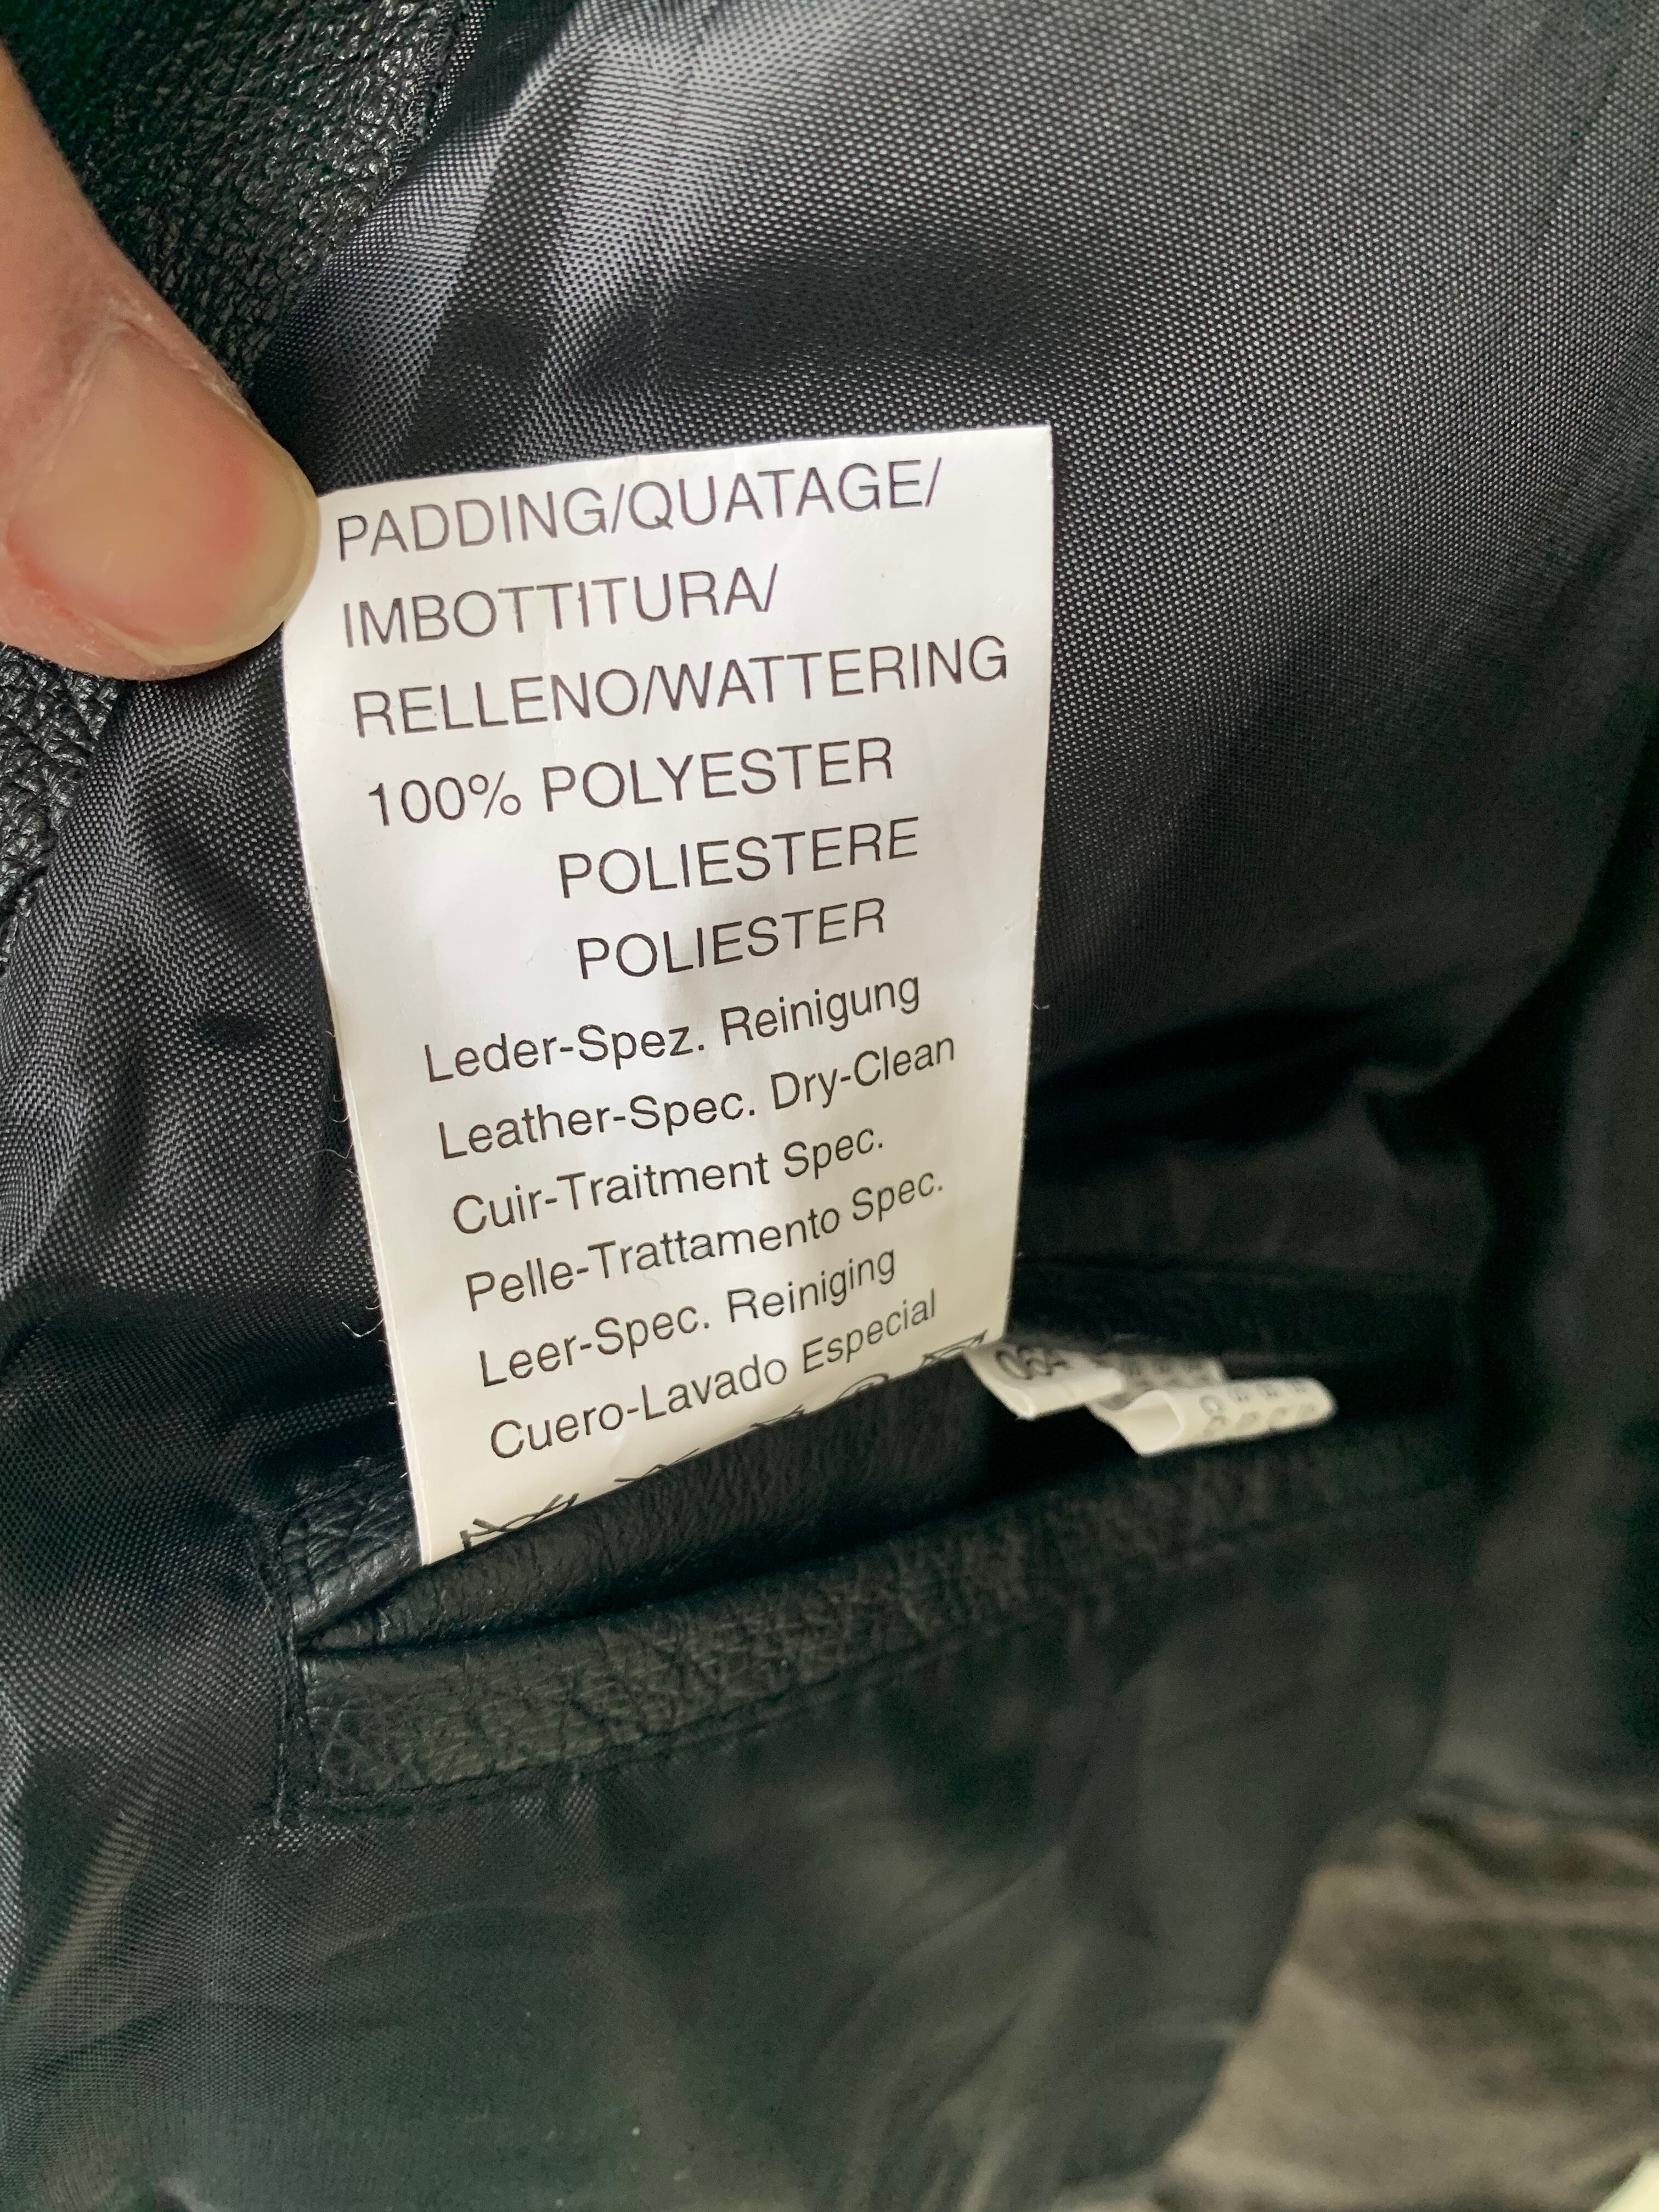 PADDING/QUATAGE/
IMBOTTITURA/
RELLENO/WATTERING
100% POLYESTER
POLIESTERE
POLIESTER
Leder-Spez. Reinigung
Leather-Spec. Dry-Clean
Cuir-Traitment Spec.
Pelle-Trattamento Spec.
Leer-Spec. Reiniging
Cuero-Lavado Especial